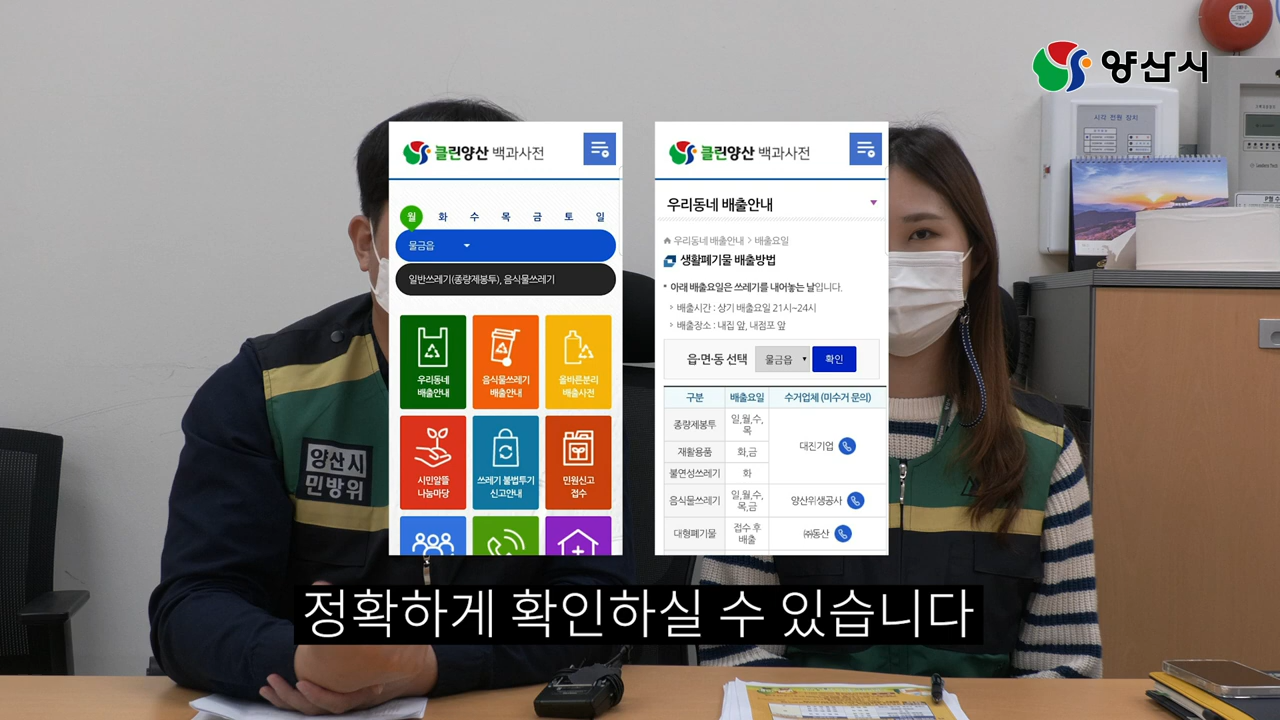 양산시
시각 전원 장치
클린양산 백과사전
월 화 수 목 금 토 일
물금읍
일반쓰레기(종량제봉투), 음식물쓰레기
우리동네
배출안내
음식물쓰레기
배출안내
올바른분리
배출사전
시민알뜰
나눔마당
쓰레기 불법투기
신고안내
민원신고
접수
클린양산 백과사전
우리동네 배출안내
우리동네 배출안내 > 배출요일
생활폐기물 배출방법
아래 배출요일은 쓰레기를 내어놓는 날입니다.
배출시간 : 상기 배출요일 21시~24시
배출장소 : 내집 앞, 내점포 앞
읍·면·동 선택 물금읍 확인
구분 배출요일 수거업체 (미수거 문의)
종량제봉투 일,월,수,
목
대진기업
재활용품 화,금
불연성쓰레기 화
음식물쓰레기 일,월,수,
목,금
양산위생공사
대형폐기물 접수 후
배출
㈜동산
양산시
민방위
정확하게 확인하실 수 있습니다